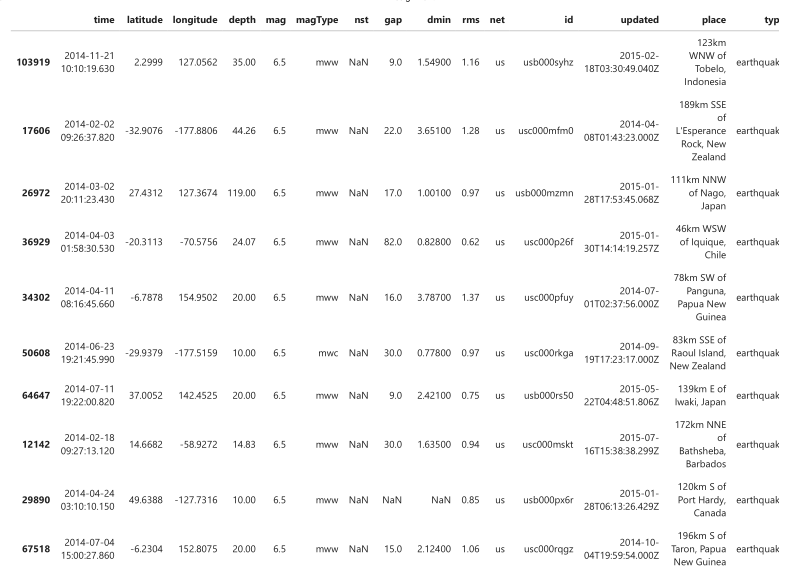 time latitude longitude depth mag magType nst gap dmin rms net id updated place typ
103919 2014-11-21 10:10:19.630 2.2999 127.0562 35.00 6.5 mww NaN 9.0 1.54900 1.16 us usb000syhz 2015-02-18T03:30:49.040Z 123km WNW of Tobelo, Indonesia earthquak
17606 2014-02-02 09:26:37.820 -32.9076 -177.8806 44.26 6.5 mww NaN 22.0 3.65100 1.28 us usc000mfm0 2014-04-08T01:43:23.000Z 189km SSE of L'Esperance Rock, New Zealand earthquak
26972 2014-03-02 20:11:23.430 27.4312 127.3674 119.00 6.5 mww NaN 17.0 1.00100 0.97 us usb000mzmn 2015-01-28T17:53:45.068Z 111km NNW of Nago, Japan earthquak
36929 2014-04-03 01:58:30.530 -20.3113 -70.5756 24.07 6.5 mww NaN 82.0 0.82800 0.62 us usc000p26f 2015-01-30T14:14:19.257Z 46km WSW of Iquique, Chile earthquak
34302 2014-04-11 08:16:45.660 -6.7878 154.9502 20.00 6.5 mww NaN 16.0 3.78700 1.37 us usc000pfuy 2014-07-01T02:37:56.000Z 78km SW of Panguna, Papua New Guinea earthquak
50608 2014-06-23 19:21:45.990 -29.9379 -177.5159 10.00 6.5 mwc NaN 30.0 0.77800 0.97 us usc000rkga 2014-09-19T17:23:17.000Z 83km SSE of Raoul Island, New Zealand earthquak
64647 2014-07-11 19:22:00.820 37.0052 142.4525 20.00 6.5 mww NaN 9.0 2.42100 0.75 us usb000rs50 2015-05-22T04:48:51.806Z 139km E of Iwaki, Japan earthquak
12142 2014-02-18 09:27:13.120 14.6682 -58.9272 14.83 6.5 mww NaN 30.0 1.63500 0.94 us usc000mskt 2015-07-16T15:38:38.299Z 172km NNE of Bathsheba, Barbados earthquak
29890 2014-04-24 03:10:10.150 49.6388 -127.7316 10.00 6.5 mww NaN NaN NaN 0.85 us usb000px6r 2015-01-28T06:13:26.429Z 120km S of Port Hardy, Canada earthquak
67518 2014-07-04 15:00:27.860 -6.2304 152.8075 20.00 6.5 mww NaN 15.0 2.12400 1.06 us usc000rqgz 2014-10-04T19:59:54.000Z 196km S of Taron, Papua New Guinea earthquak